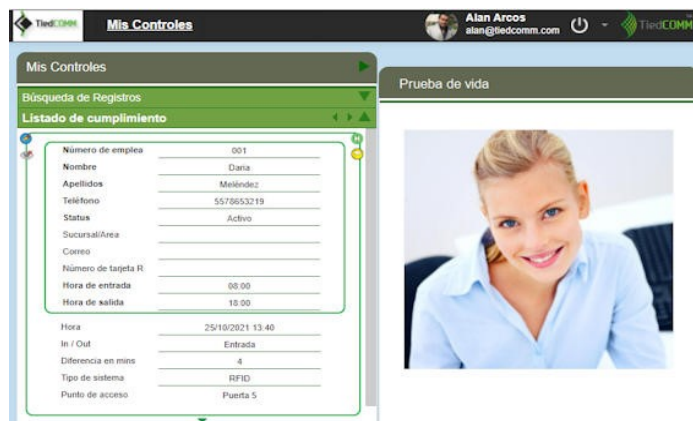 TiedCOMM
Mis Controles
Alan Arcos
alan@tiedcomm.com
TiedCOMM
Mis Controles
Búsqueda de Registros
Listado de cumplimiento
Número de emplea 001
Nombre Daria
Apellidos Meléndez
Teléfono 5578653219
Status Activo
Sucursal/Area
Correo
Número de tarjeta R
Hora de entrada 08:00
Hora de salida 18:00
Hora 25/10/2021 13:40
In / Out Entrada
Diferencia en mins 4
Tipo de sistema RFID
Punto de acceso Puerta 5
Prueba de vida